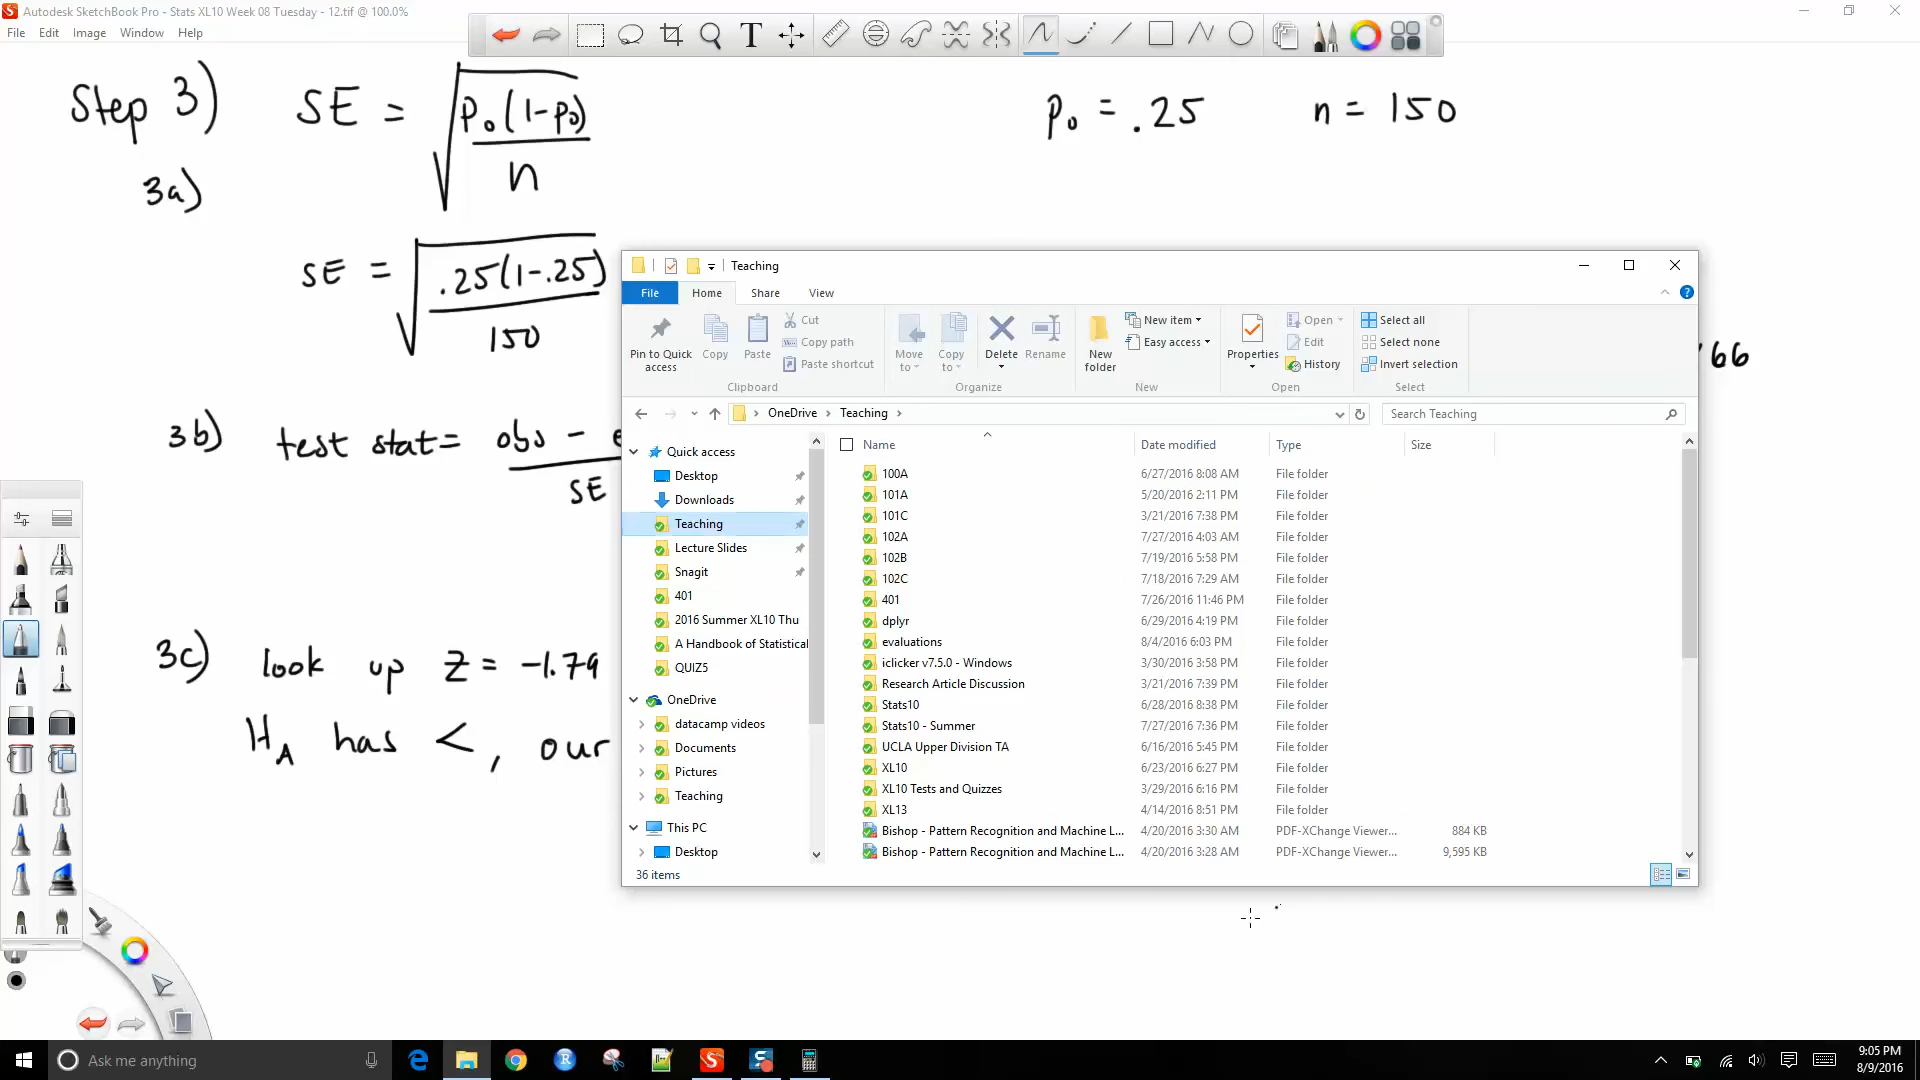 Autodesk SketchBook Pro - Stats XL10 Week 08 Tuesday - 12.tif @ 100.0%
File Edit Image Window Help
Step 3) SE = √ p₀(1-p₀) / n
p₀ = .25 n = 150
3a)
SE = √ .25(1-.25) / 150
66
3b) test stat = obs - / SE
3c) look up Z = -1.79
H_A has <, our
Teaching
File Home Share View
Pin to Quick access
Copy
Paste
Cut
Copy path
Paste shortcut
Clipboard
Move to
Copy to
Delete
Rename
Organize
New folder
New item
Easy access
New
Properties
Open
Edit
History
Open
Select all
Select none
Invert selection
Select
OneDrive Teaching
Search Teaching
Quick access
Desktop
Downloads
Teaching
Lecture Slides
Snagit
401
2016 Summer XL10 Thu
A Handbook of Statistical
QUIZ5
OneDrive
datacamp videos
Documents
Pictures
Teaching
This PC
Desktop
Name Date modified Type Size
100A 6/27/2016 8:08 AM File folder
101A 5/20/2016 2:11 PM File folder
101C 3/21/2016 7:38 PM File folder
102A 7/27/2016 4:03 AM File folder
102B 7/19/2016 5:58 PM File folder
102C 7/18/2016 7:29 AM File folder
401 7/26/2016 11:46 PM File folder
dplyr 6/29/2016 4:19 PM File folder
evaluations 8/4/2016 6:03 PM File folder
iclicker v7.5.0 - Windows 3/30/2016 3:58 PM File folder
Research Article Discussion 3/21/2016 7:39 PM File folder
Stats10 6/28/2016 8:38 PM File folder
Stats10 - Summer 7/27/2016 7:36 PM File folder
UCLA Upper Division TA 6/16/2016 5:45 PM File folder
XL10 6/23/2016 6:27 PM File folder
XL10 Tests and Quizzes 3/29/2016 6:16 PM File folder
XL13 4/14/2016 8:51 PM File folder
Bishop - Pattern Recognition and Machine L... 4/20/2016 3:30 AM PDF-XChange Viewer... 884 KB
Bishop - Pattern Recognition and Machine L... 4/20/2016 3:28 AM PDF-XChange Viewer... 9,595 KB
36 items
Ask me anything
9:05 PM
8/9/2016